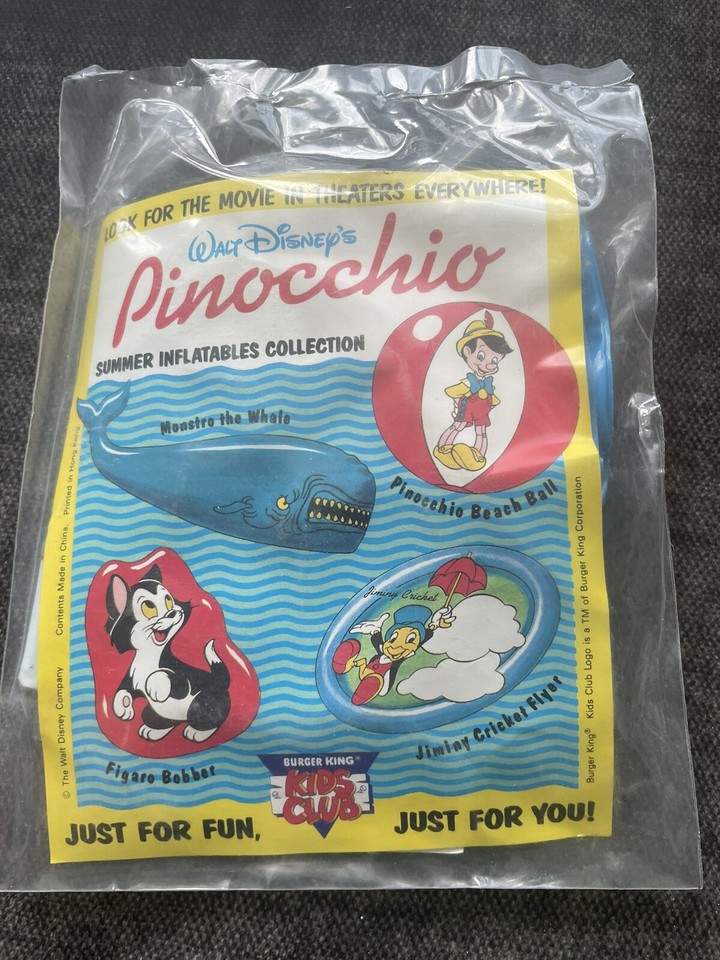 LOOK FOR THE MOVIE IN THEATERS EVERYWHERE!
WALT DISNEY'S
Pinocchio
SUMMER INFLATABLES COLLECTION
Monstro the Whale
Pinocchio Beach Ball
Jiminy Cricket
Jiminy Cricket Flyer
Figaro Bobber
BURGER KING®
KIDS
CLUB
JUST FOR FUN,
JUST FOR YOU!
© The Walt Disney Company Contents Made in China. Printed in Hong Kong.
Burger King® Kids Club Logo is a TM of Burger King Corporation